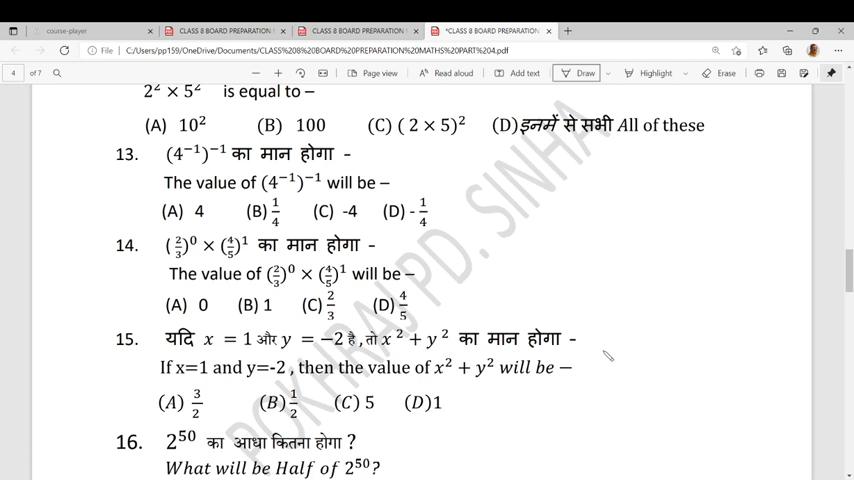 course-player
CLASS 8 BOARD PREPARATION
CLASS 8 BOARD PREPARATION M
*CLASS 8 BOARD PREPARATION M
File | C:/Users/pp159/OneDrive/Documents/CLASS%208%20BOARD%20PREPARATION%20MATHS%20PART%204.pdf
4 of 7 Page view Read aloud Add text Draw Highlight Erase
2² × 5² is equal to –
(A) 10² (B) 100 (C) ( 2 × 5)² (D) इनमें से सभी All of these
13. (4⁻¹)⁻¹ का मान होगा -
The value of (4⁻¹)⁻¹ will be –
(A) 4 (B) 1/4 (C) -4 (D) - 1/4
14. (2/3)⁰ × (4/5)¹ का मान होगा -
The value of (2/3)⁰ × (4/5)¹ will be –
(A) 0 (B) 1 (C) 2/3 (D) 4/5
15. यदि x = 1 और y = −2 है , तो x² + y² का मान होगा -
If x=1 and y=-2 , then the value of x² + y² will be −
(A) 3/2 (B) 1/2 (C) 5 (D)1
16. 2⁵⁰ का आधा कितना होगा ?
What will be Half of 2⁵⁰?
POKHRAJ PD. SINHA